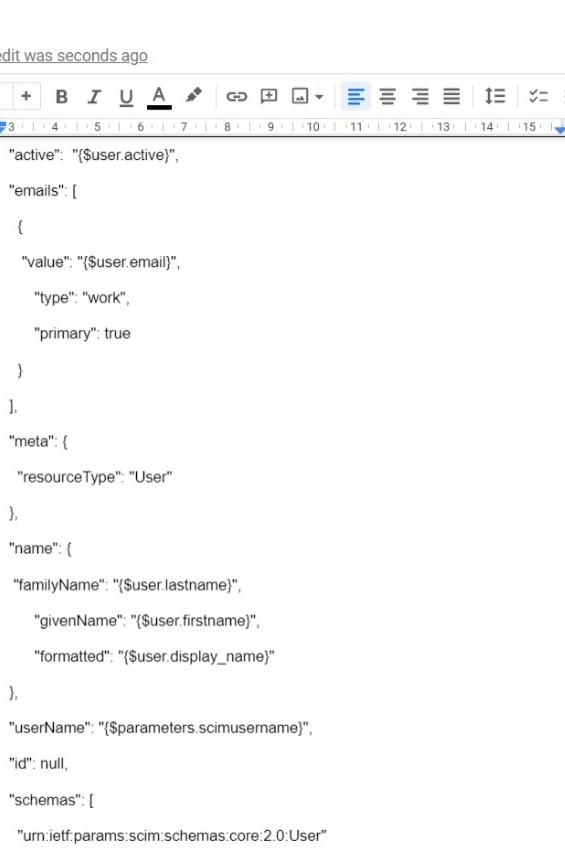 edit was seconds ago
+ B I U A
3 4 5 6 7 8 9 10 11 12 13 14 15
"active":  "{$user.active}",
"emails": [
{
"value": "{$user.email}",
"type": "work",
"primary": true
}
],
"meta": {
"resourceType": "User"
},
"name": {
"familyName": "{$user.lastname}",
"givenName": "{$user.firstname}",
"formatted": "{$user.display_name}"
},
"userName": "{$parameters.scimusername}",
"id": null,
"schemas": [
"urn:ietf:params:scim:schemas:core:2.0:User"